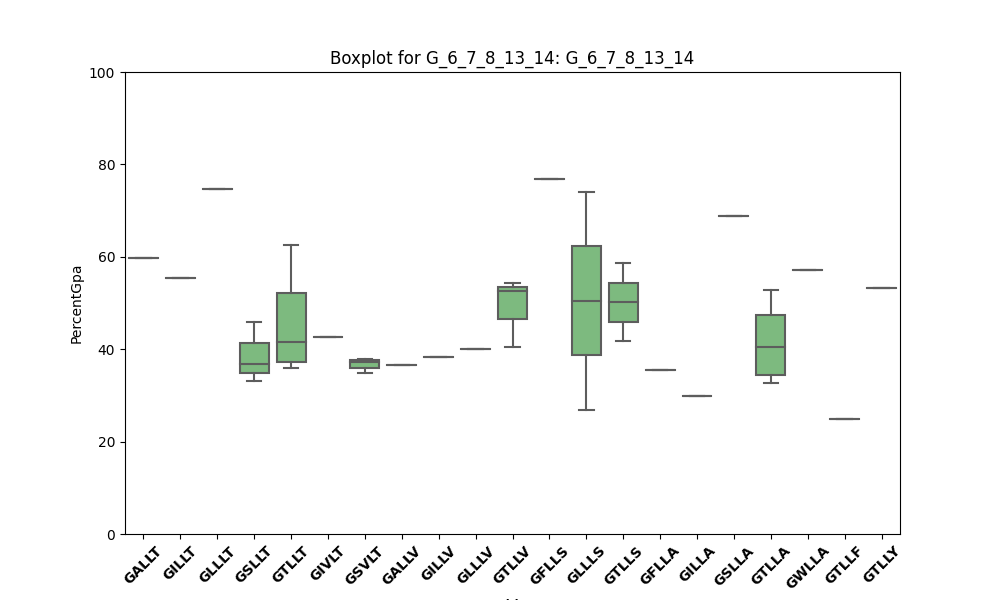 Boxplot for G_6_7_8_13_14: G_6_7_8_13_14
100
80
60
40
20
0
PercentGpa
GALLT
GILLT
GLLLT
GSLLT
GTLLT
GIVLT
GSVLT
GALLV
GILLV
GLLLV
GTLLV
GFLLS
GLLLS
GTLLS
GFLLA
GILLA
GSLLA
GTLLA
GWLLA
GTLLF
GTLLY